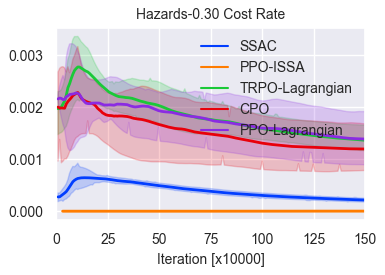 Hazards-0.30 Cost Rate
0.003
0.002
0.001
0.000
SSAC
PPO-ISSA
TRPO-Lagrangian
CPO
PPO-Lagrangian
0 25 50 75 100 125 150
Iteration [x10000]